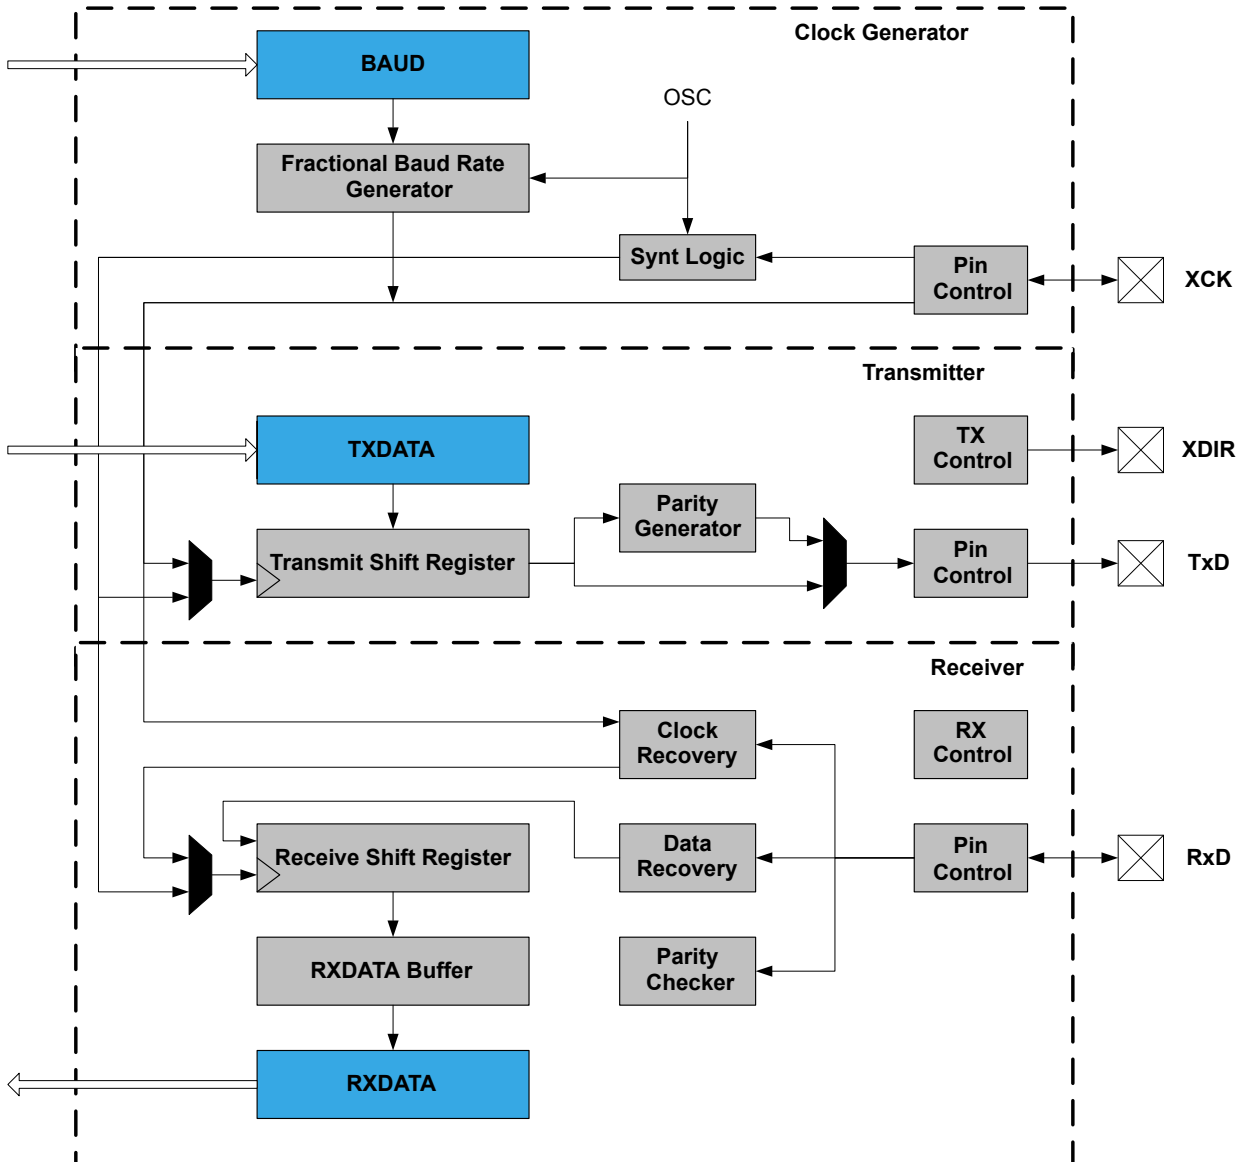 Clock Generator
BAUD
OSC
Fractional Baud Rate
Generator
Synt Logic
Pin
Control
XCK
Transmitter
TXDATA
TX
Control
XDIR
Parity
Generator
Transmit Shift Register
Pin
Control
TxD
Receiver
Clock
Recovery
RX
Control
Receive Shift Register
Data
Recovery
Pin
Control
RxD
RXDATA Buffer
Parity
Checker
RXDATA